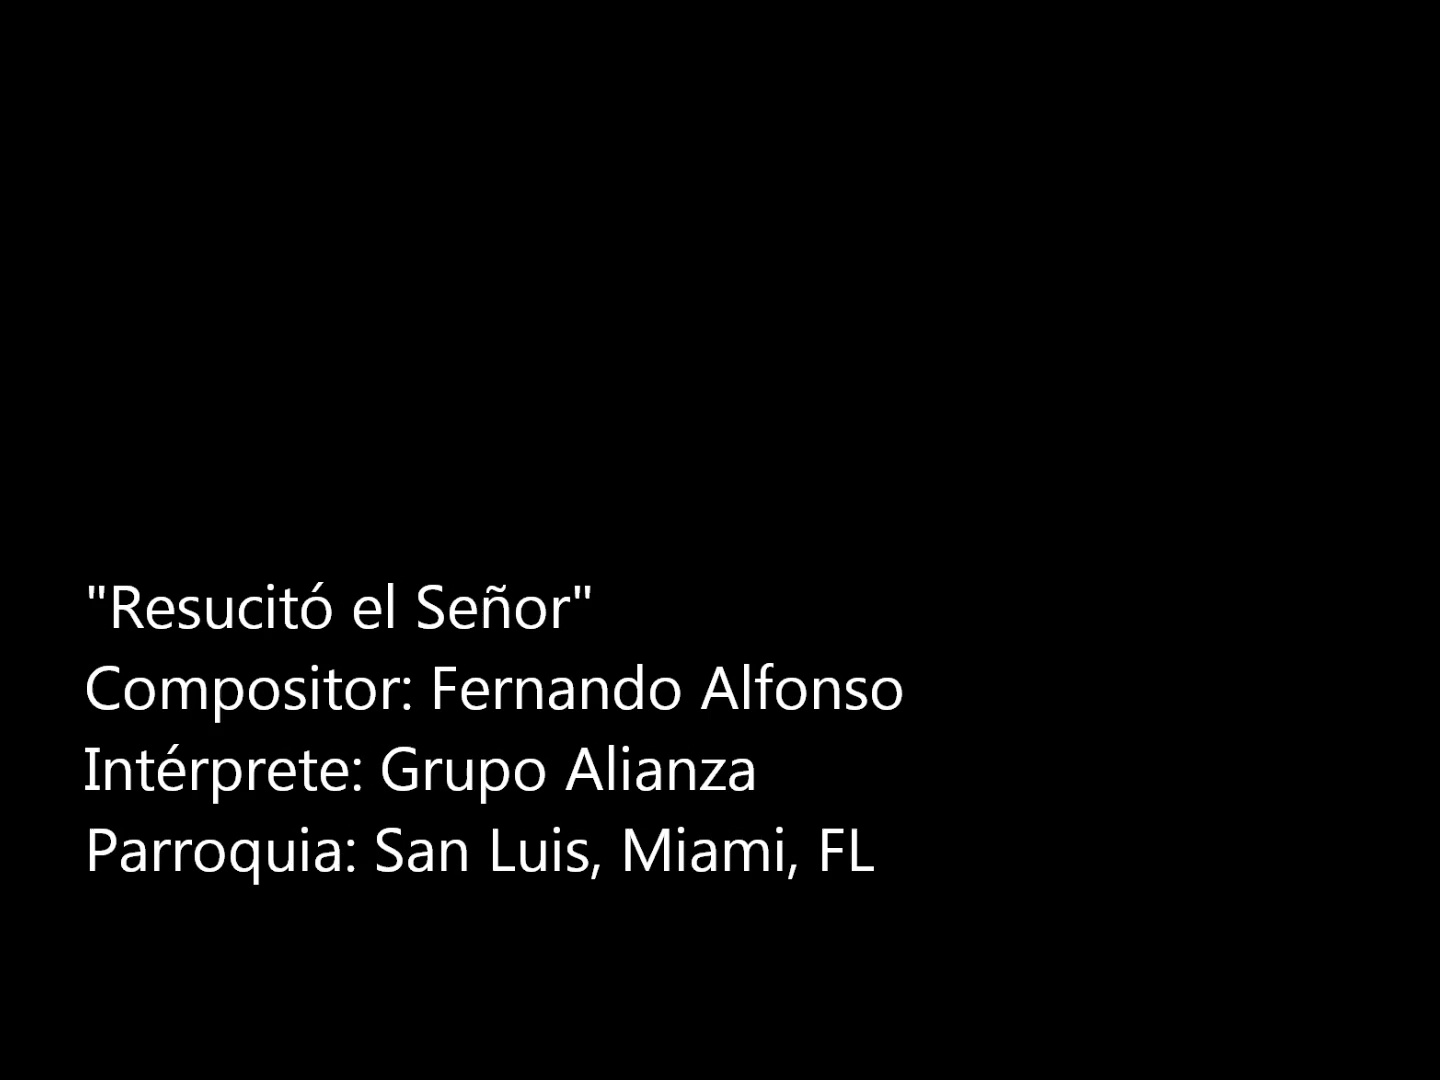 "Resucitó el Señor"
Compositor: Fernando Alfonso
Intérprete: Grupo Alianza
Parroquia: San Luis, Miami, FL